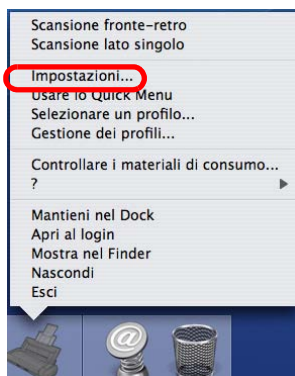 Scansione fronte-retro
Scansione lato singolo
Impostazioni...
Usare lo Quick Menu
Selezionare un profilo...
Gestione dei profili...
Controllare i materiali di consumo...
?
Mantieni nel Dock
Apri al login
Mostra nel Finder
Nascondi
Esci
@